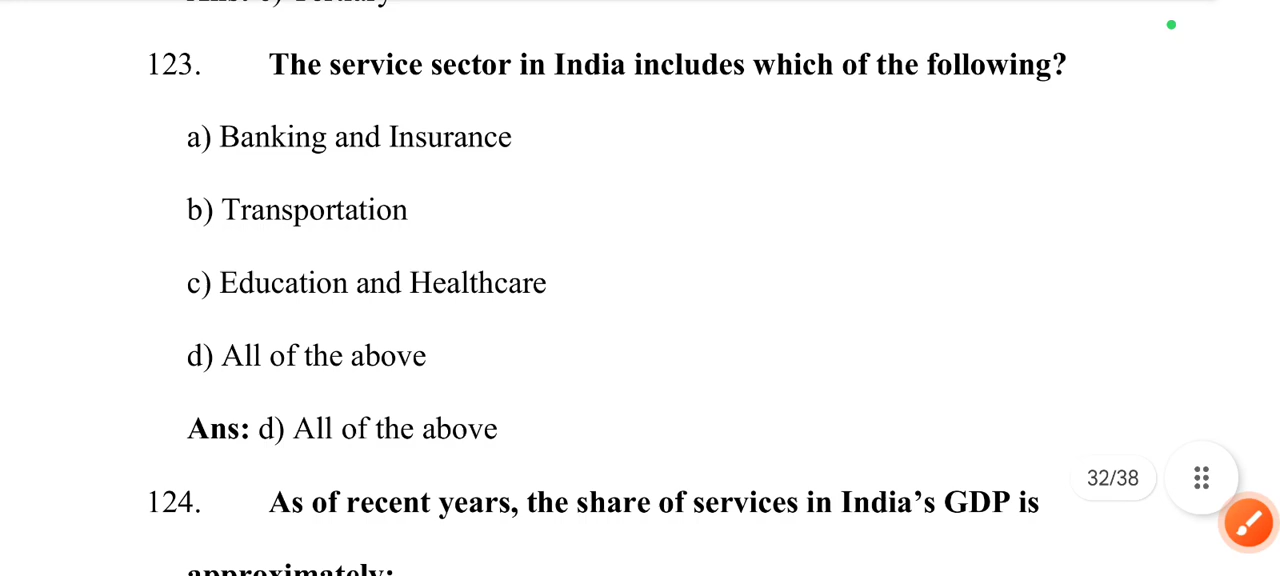 123. The service sector in India includes which of the following?
a) Banking and Insurance
b) Transportation
c) Education and Healthcare
d) All of the above
Ans: d) All of the above
32/38
124. As of recent years, the share of services in India’s GDP is
approximately: